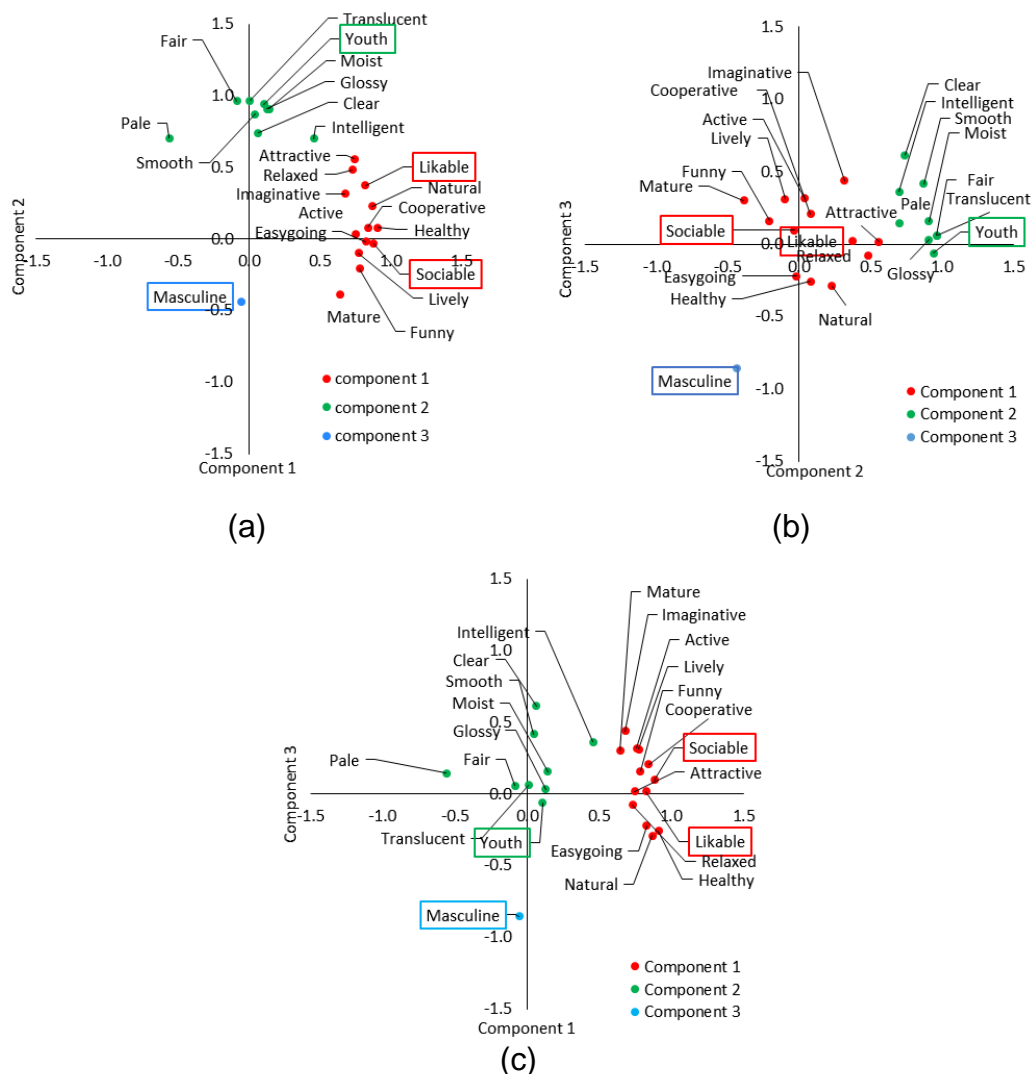 1.5
Translucent
Fair
Youth
Moist
1.0
Glossy
Clear
Pale
Intelligent
Smooth
0.5
Attractive
Likable
Relaxed
Natural
Imaginative
Active
Cooperative
Component 2
0.0
Easygoing
Healthy
-1.5
-1.0
-0.5
0.0
0.5
1.0
1.5
Sociable
Masculine
Lively
-0.5
Mature
Funny
-1.0
component 1
component 2
component 3
-1.5
Component 1
(a)
1.5
Imaginative
Clear
Cooperative
1.0
Intelligent
Active
Smooth
Lively
Moist
Funny
0.5
Fair
Mature
Pale
Translucent
Attractive
Component 3
Sociable
Likable
Youth
0.0
Relaxed
-1.5
-1.0
-0.5
0.0
0.5
1.0
1.5
Easygoing
Glossy
Healthy
-0.5
Natural
Masculine
-1.0
Component 1
Component 2
Component 3
-1.5
Component 2
(b)
1.5
Mature
Imaginative
Intelligent
1.0
Active
Clear
Lively
Smooth
Funny
Moist
0.5
Cooperative
Glossy
Sociable
Pale
Fair
Attractive
Component 3
0.0
-1.5
-1.0
-0.5
0.0
0.5
1.0
1.5
Translucent
Youth
-0.5
Easygoing
Likable
Relaxed
Natural
Healthy
Masculine
-1.0
Component 1
Component 2
Component 3
-1.5
Component 1
(c)